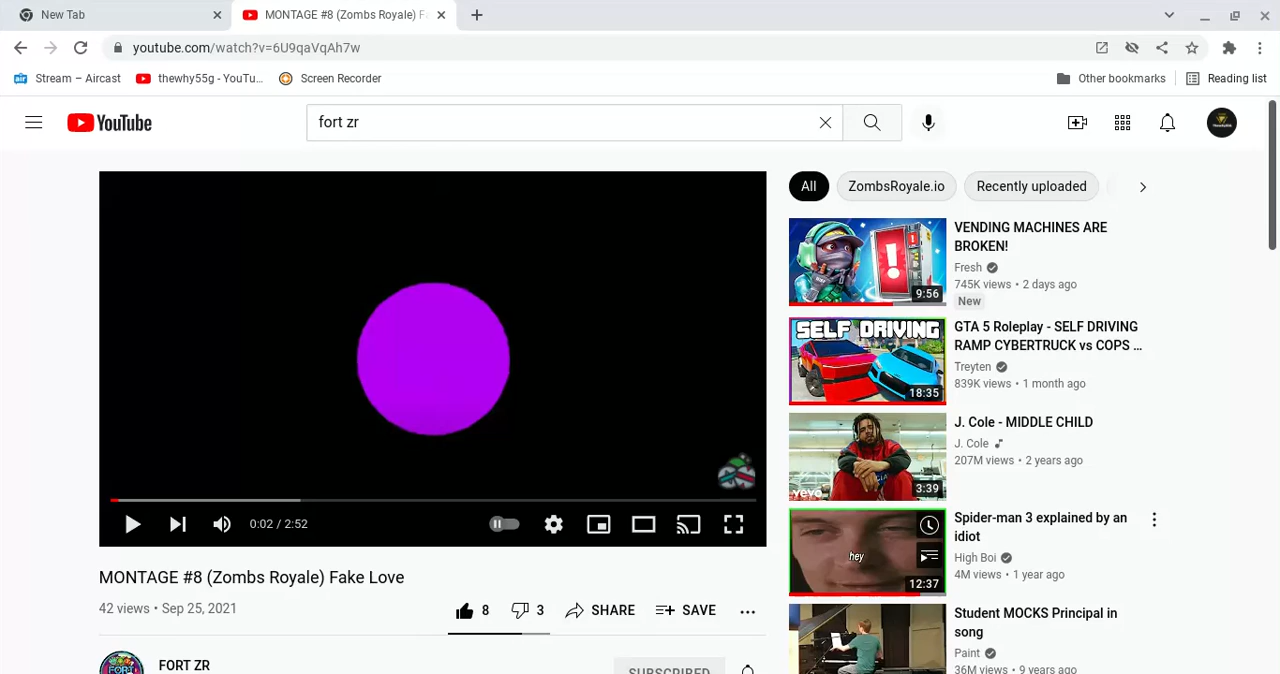 New Tab
MONTAGE #8 (Zombs Royale) Fa
youtube.com/watch?v=6U9qaVqAh7w
Stream – Aircast
thewhy55g - YouTu...
Screen Recorder
Other bookmarks
Reading list
YouTube
fort zr
All
ZombsRoyale.io
Recently uploaded
VENDING MACHINES ARE
BROKEN!
Fresh
745K views • 2 days ago
New
9:56
SELF DRIVING
GTA 5 Roleplay - SELF DRIVING
RAMP CYBERTRUCK vs COPS ...
Treyten
839K views • 1 month ago
18:35
J. Cole - MIDDLE CHILD
J. Cole
207M views • 2 years ago
vevo
3:39
Spider-man 3 explained by an
idiot
High Boi
4M views • 1 year ago
hey
12:37
Student MOCKS Principal in
song
Paint
36M views • 9 years ago
0:02 / 2:52
MONTAGE #8 (Zombs Royale) Fake Love
42 views • Sep 25, 2021
8
3
SHARE
SAVE
FORT ZR
SUBSCRIBED